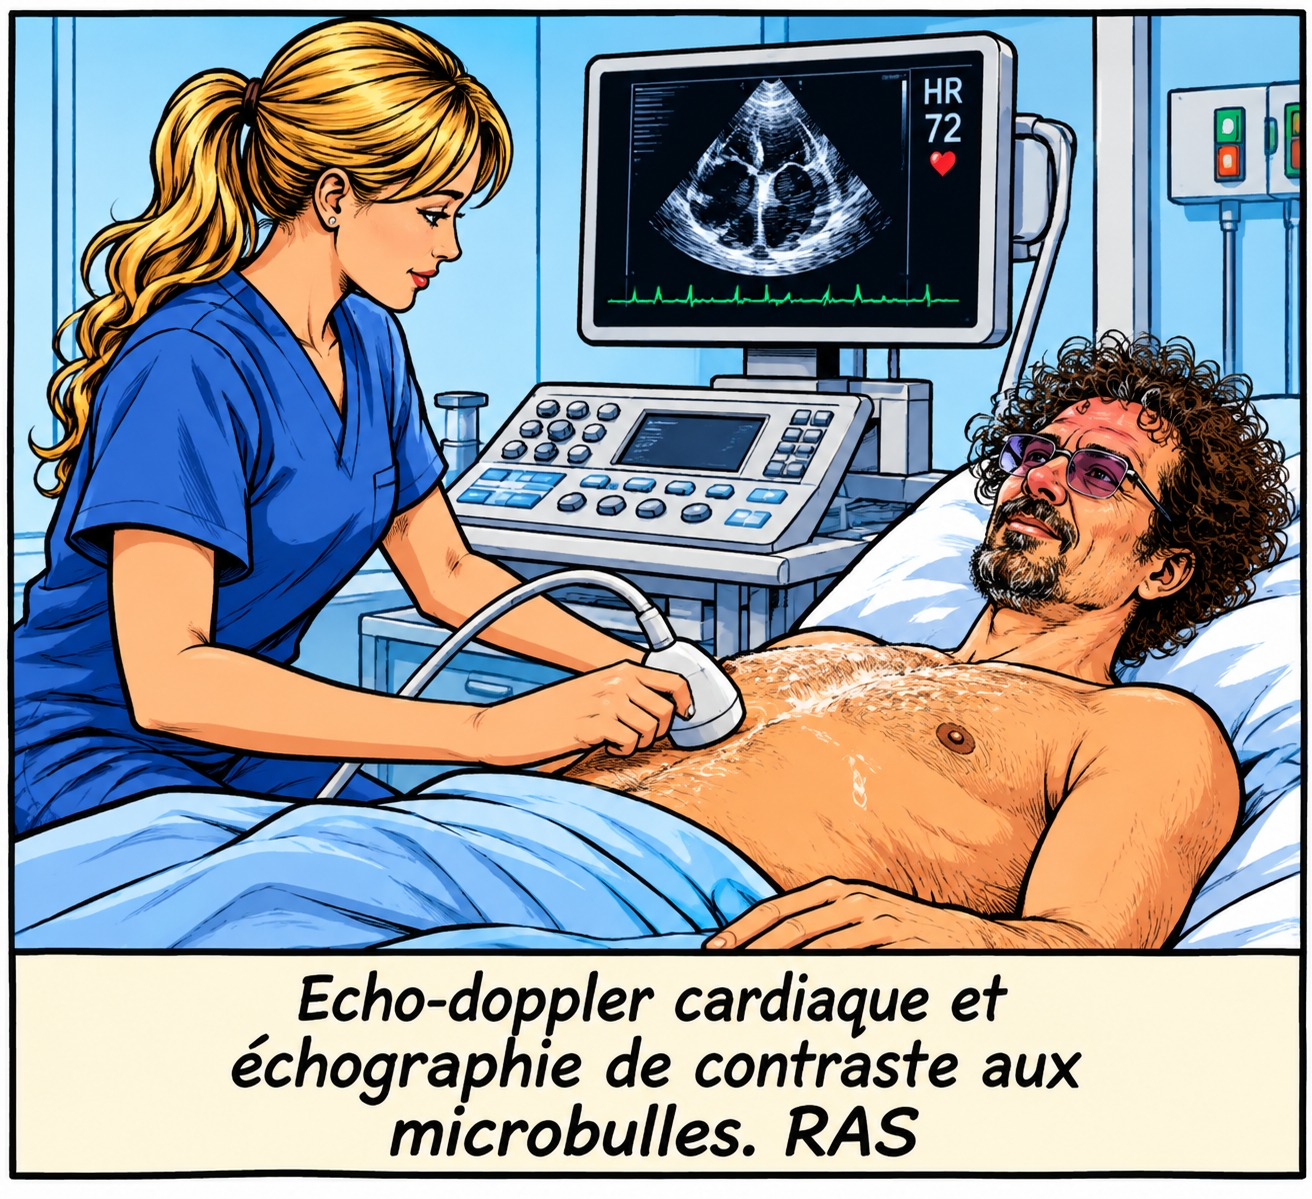 HR
72
Echo-doppler cardiaque et
échographie de contraste aux
microbulles. RAS